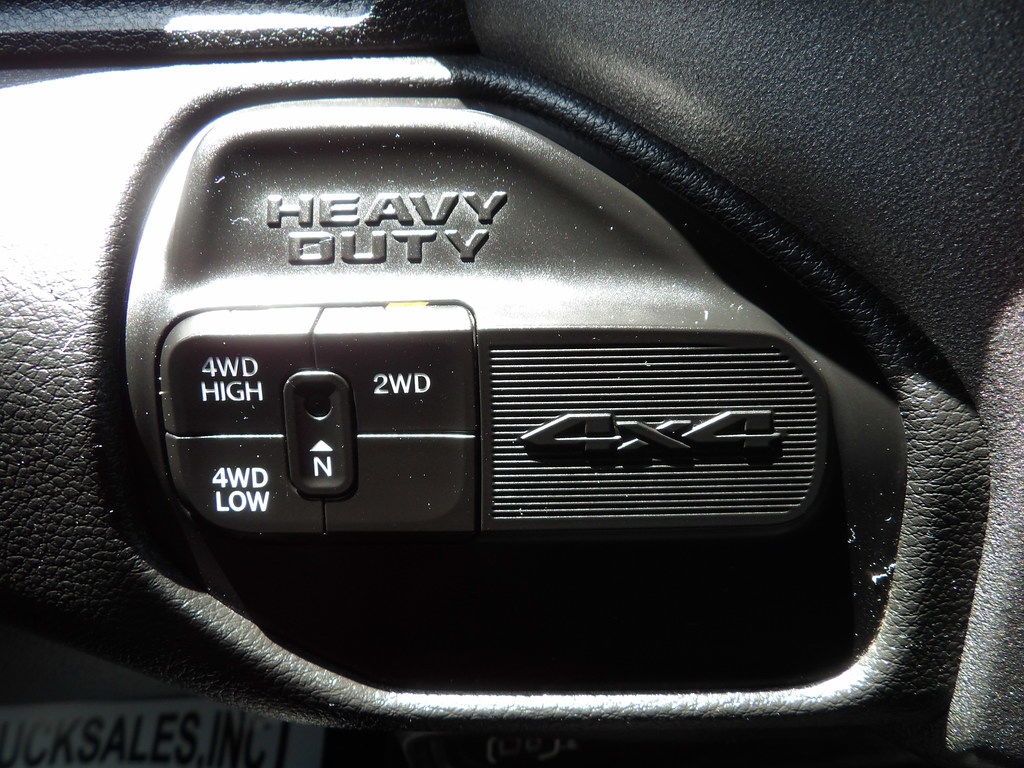 HEAVY
DUTY
4WD
HIGH
2WD
N
4WD
LOW
4x4
UCKSALES.INC